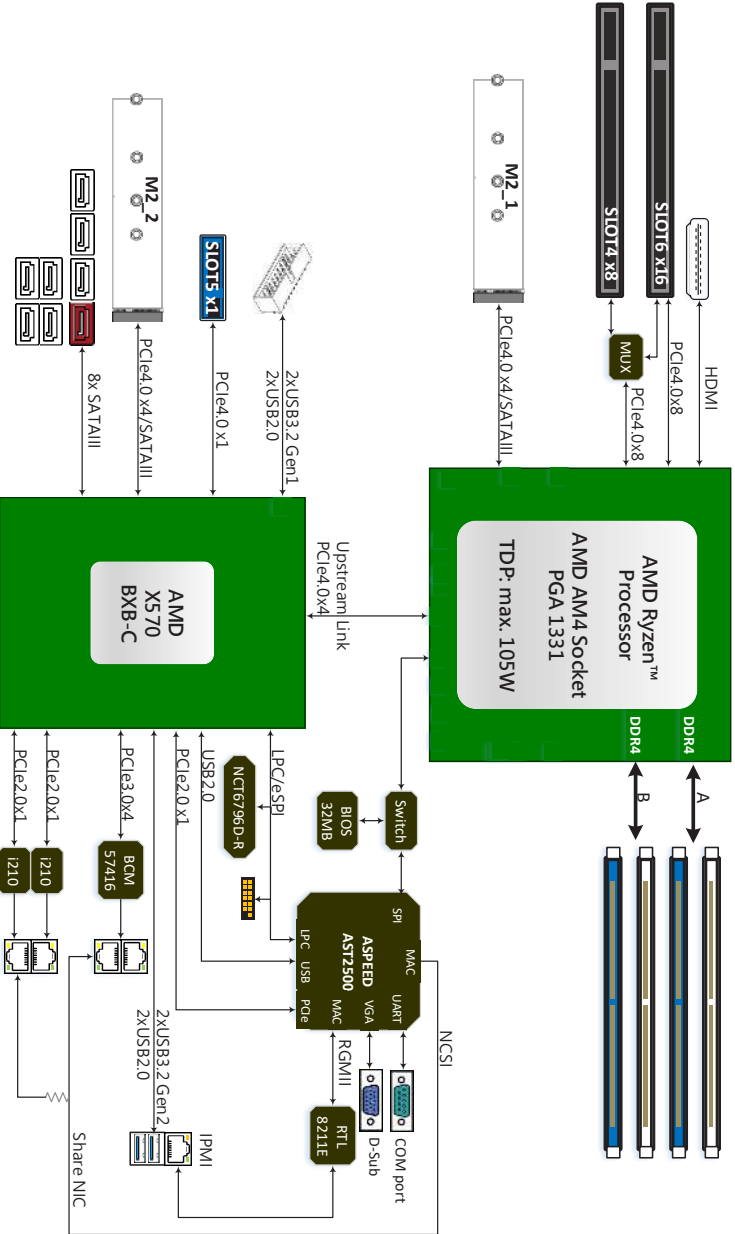 HDMI
SLOT6 x16
PCIe4.0x8
SLOT4 x8
MUX
PCIe4.0x8
M2_1
PCIe4.0 x4/SATAIII
AMD Ryzen™
Processor
AMD AM4 Socket
PGA 1331
TDP: max. 105W
DDR4
A
DDR4
B
2xUSB3.2 Gen1
2xUSB2.0
SLOT5 x1
PCIe4.0 x1
M2_2
PCIe4.0 x4/SATAIII
8x SATAIII
Upstream Link
PCIe4.0x4
AMD
X570
BXB-C
Switch
BIOS
32MB
LPC/eSPI
NCT6796D-R
USB2.0
PCIe2.0 x1
2xUSB3.2 Gen2
2xUSB2.0
PCIe3.0x4
BCM
57416
PCIe2.0x1
i210
PCIe2.0x1
i210
SPI
MAC
UART
VGA
MAC
ASPEED
AST2500
LPC
USB
PCIe
NCSI
COM port
D-Sub
RGMII
RTL
8211E
IPMI
Share NIC